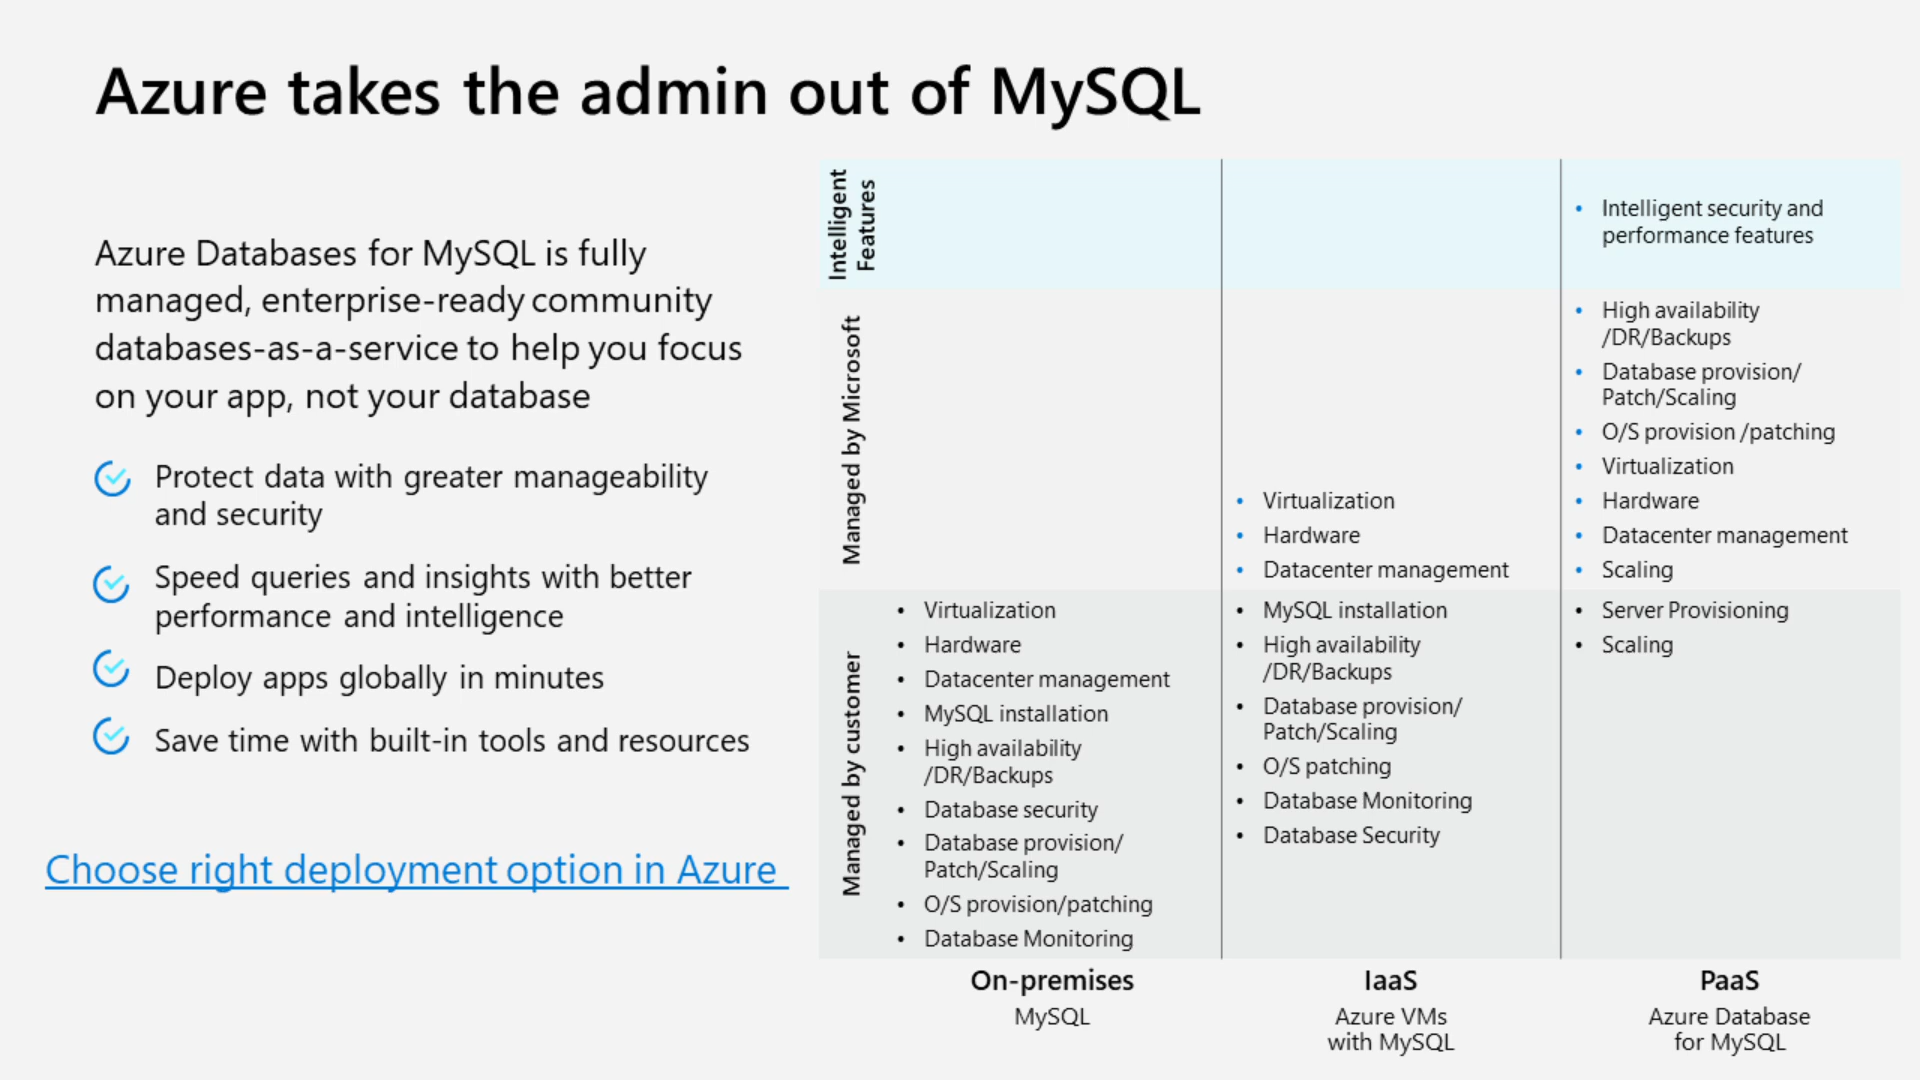 Azure takes the admin out of MySQL
Azure Databases for MySQL is fully
managed, enterprise-ready community
databases-as-a-service to help you focus
on your app, not your database
Protect data with greater manageability
and security
Speed queries and insights with better
performance and intelligence
Deploy apps globally in minutes
Save time with built-in tools and resources
Choose right deployment option in Azure
Intelligent
Features
• Intelligent security and
performance features
Managed by Microsoft
• Virtualization
• Hardware
• Datacenter management
• High availability
/DR/Backups
• Database provision/
Patch/Scaling
• O/S provision /patching
• Virtualization
• Hardware
• Datacenter management
• Scaling
Managed by customer
• Virtualization
• Hardware
• Datacenter management
• MySQL installation
• High availability
/DR/Backups
• Database security
• Database provision/
Patch/Scaling
• O/S provision/patching
• Database Monitoring
• MySQL installation
• High availability
/DR/Backups
• Database provision/
Patch/Scaling
• O/S patching
• Database Monitoring
• Database Security
• Server Provisioning
• Scaling
On-premises
MySQL
IaaS
Azure VMs
with MySQL
PaaS
Azure Database
for MySQL